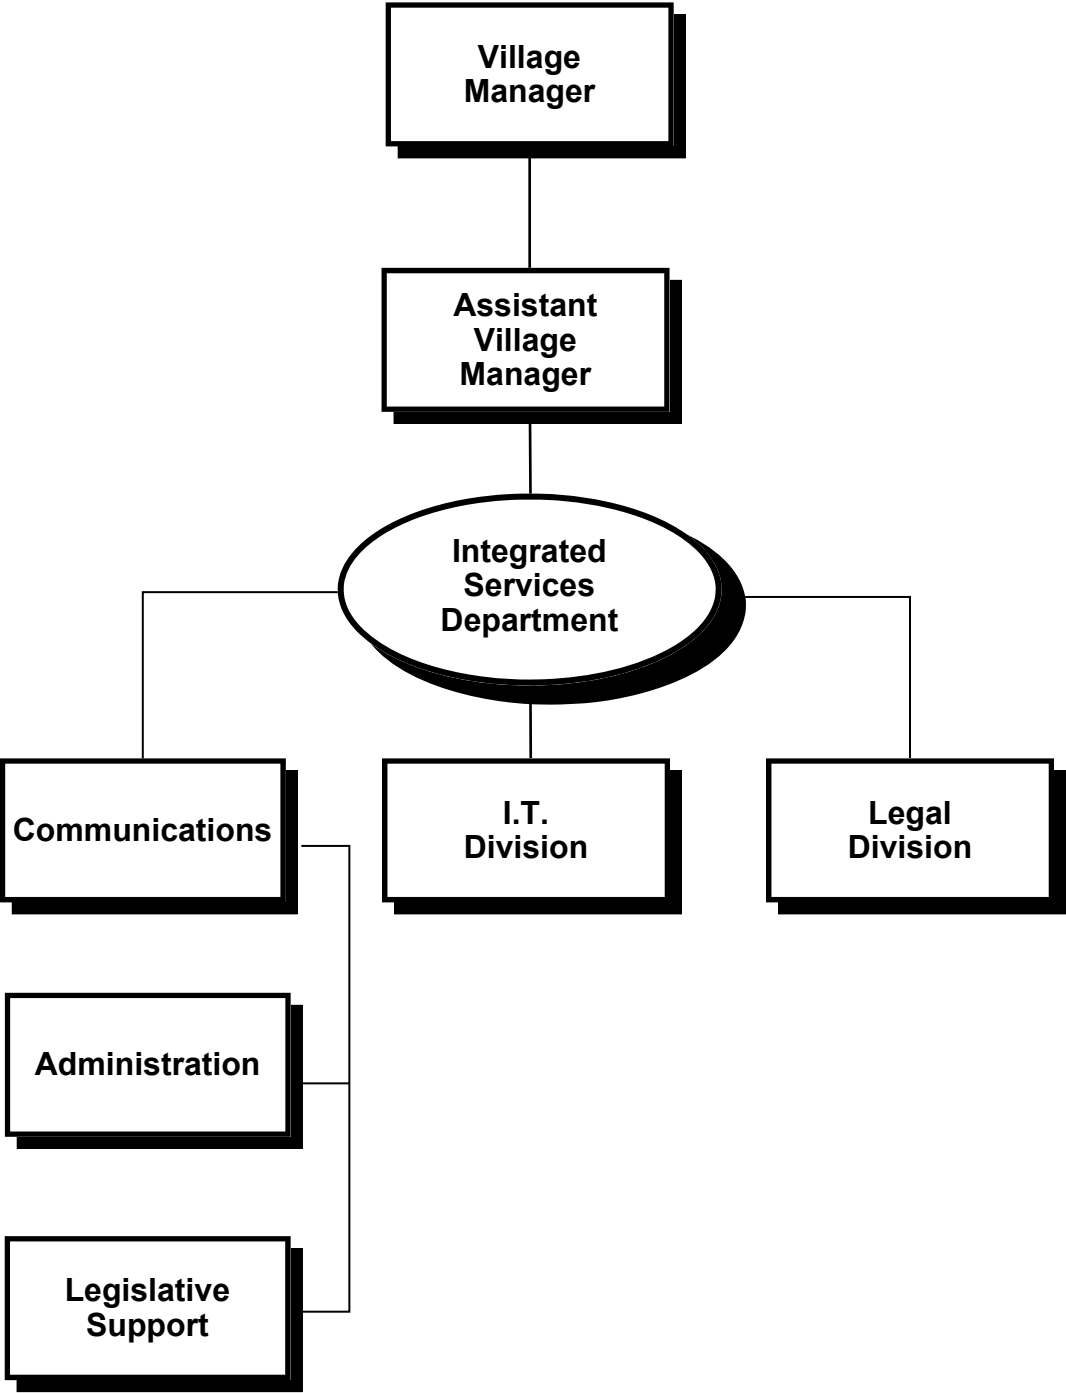 Village
Manager
Assistant
Village
Manager
Integrated
Services
Department
Communications
I.T.
Division
Legal
Division
Administration
Legislative
Support